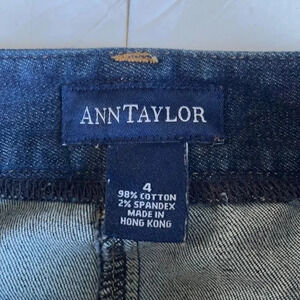 ANNTAYLOR
4
98% COTTON
2% SPANDEX
MADE IN
HONG KONG